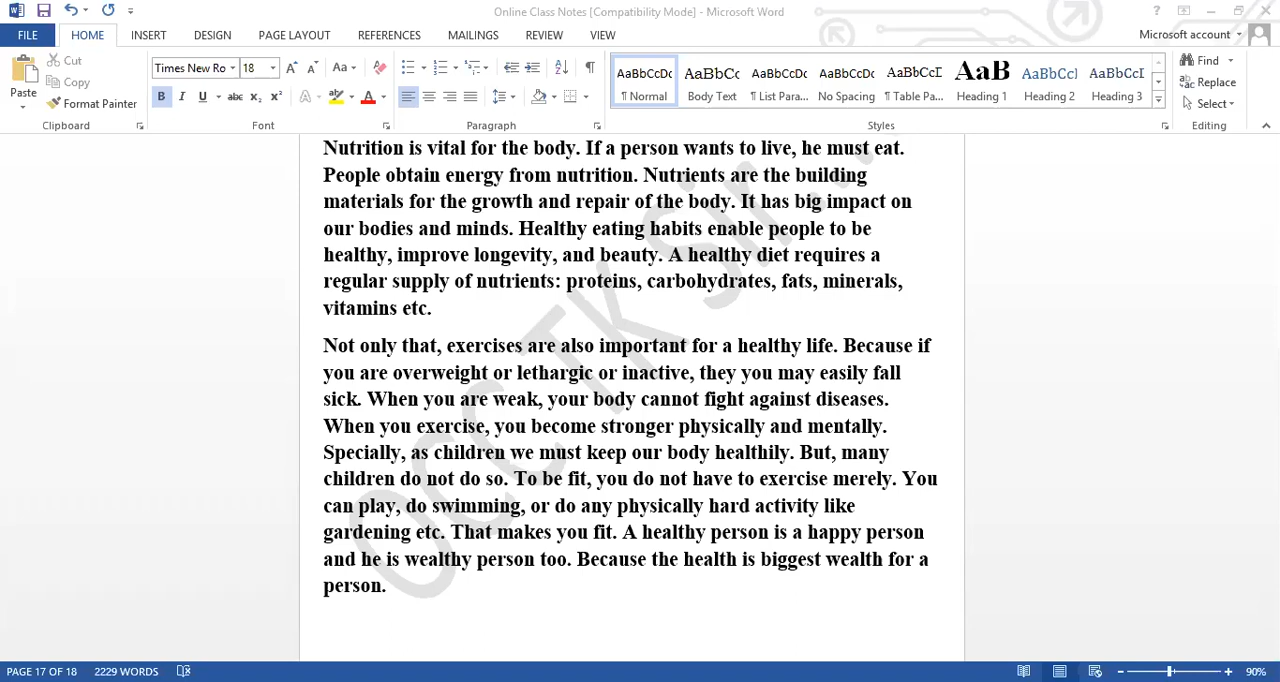 Online Class Notes [Compatibility Mode] - Microsoft Word
FILE HOME INSERT DESIGN PAGE LAYOUT REFERENCES MAILINGS REVIEW VIEW Microsoft account
Paste
Cut
Copy
Format Painter
Clipboard
Times New Ro 18
Font
Paragraph
AaBbCcDc AaBbCc AaBbCcDc AaBbCcDc AaBbCcI AaB AaBbCcI AaBbCcI
¶ Normal Body Text ¶ List Para... No Spacing ¶ Table Pa... Heading 1 Heading 2 Heading 3
Styles
Find
Replace
Select
Editing
Nutrition is vital for the body. If a person wants to live, he must eat.
People obtain energy from nutrition. Nutrients are the building
materials for the growth and repair of the body. It has big impact on
our bodies and minds. Healthy eating habits enable people to be
healthy, improve longevity, and beauty. A healthy diet requires a
regular supply of nutrients: proteins, carbohydrates, fats, minerals,
vitamins etc.
Not only that, exercises are also important for a healthy life. Because if
you are overweight or lethargic or inactive, they you may easily fall
sick. When you are weak, your body cannot fight against diseases.
When you exercise, you become stronger physically and mentally.
Specially, as children we must keep our body healthily. But, many
children do not do so. To be fit, you do not have to exercise merely. You
can play, do swimming, or do any physically hard activity like
gardening etc. That makes you fit. A healthy person is a happy person
and he is wealthy person too. Because the health is biggest wealth for a
person.
OCC TK Sir ...
PAGE 17 OF 18 2229 WORDS 90%